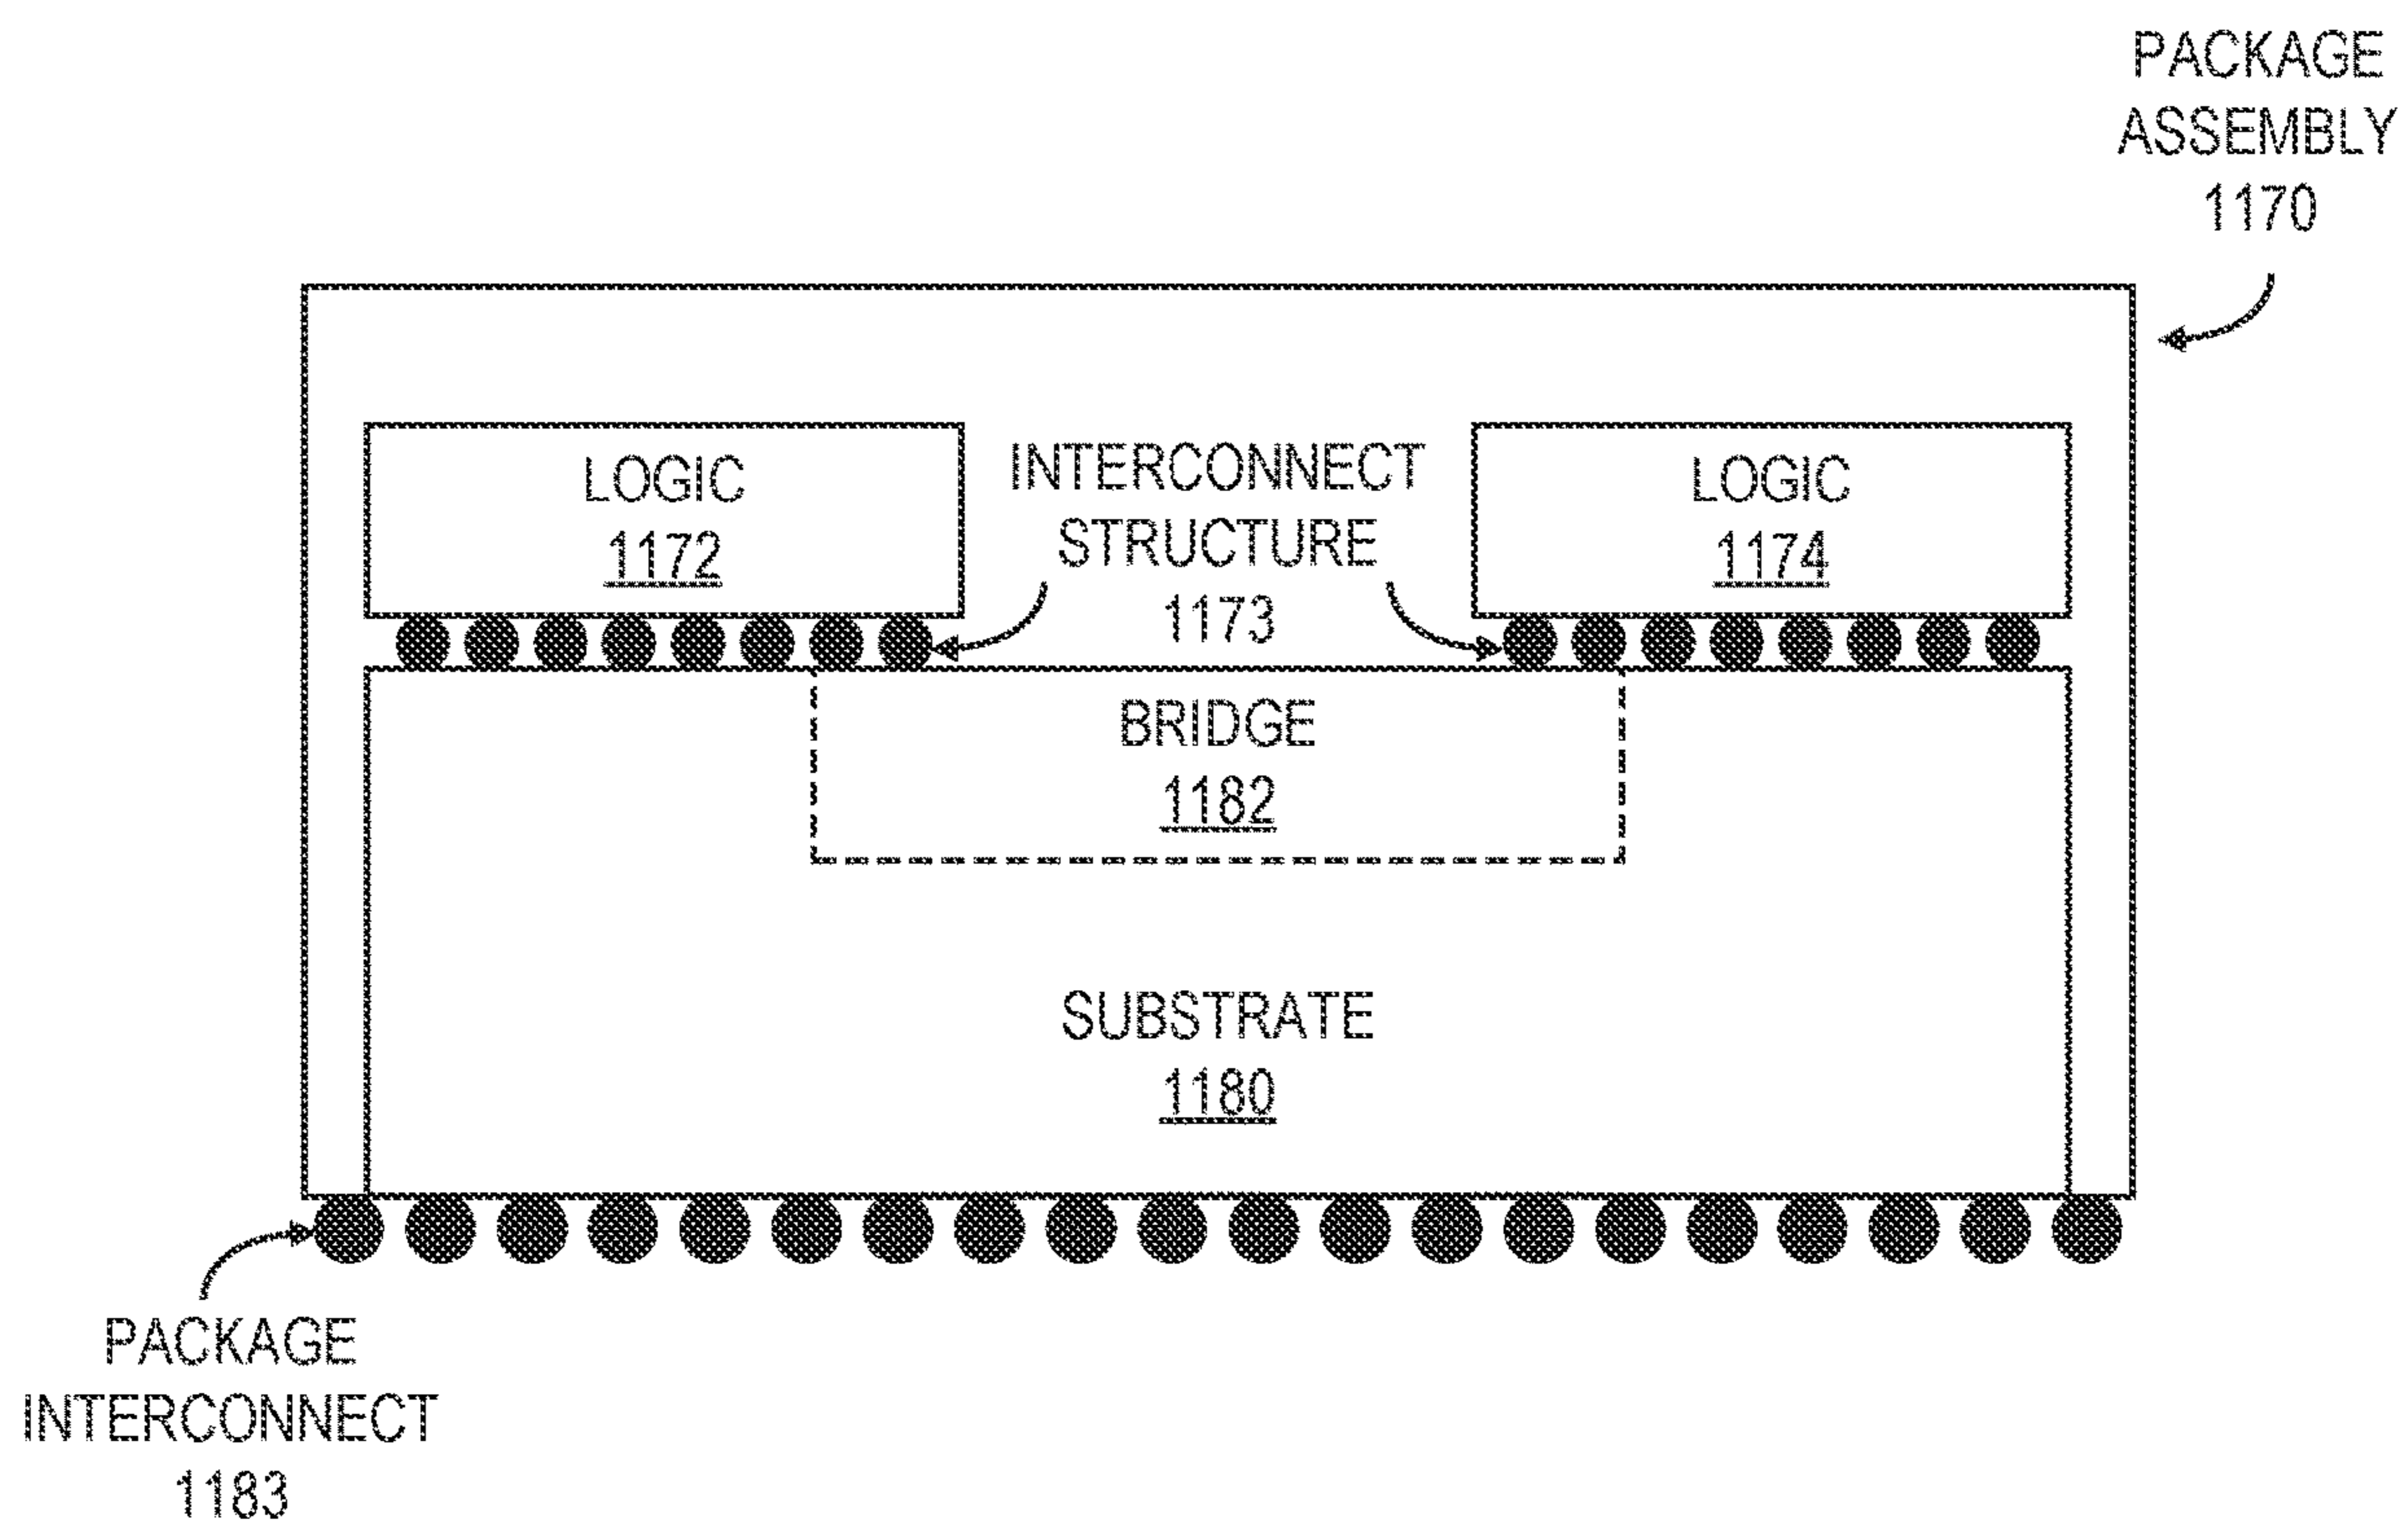 PACKAGE
ASSEMBLY
1170
LOGIC
1172
INTERCONNECT
STRUCTURE
1173
LOGIC
1174
BRIDGE
1182
SUBSTRATE
1180
PACKAGE
INTERCONNECT
1183